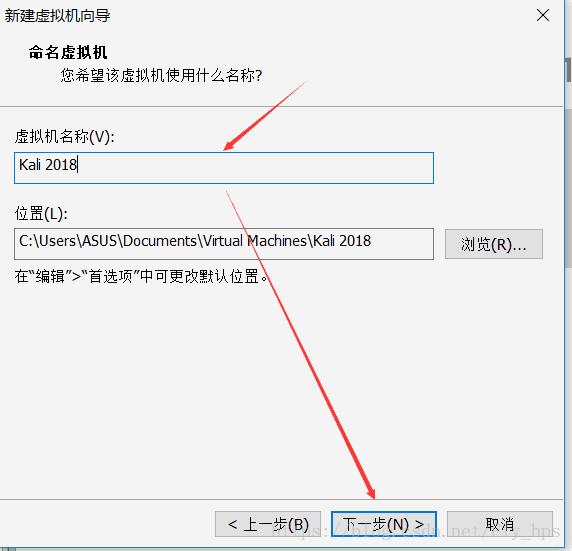 新建虚拟机向导
命名虚拟机
您希望该虚拟机使用什么名称?
虚拟机名称(V):
Kali 2018
位置(L):
C:\Users\ASUS\Documents\Virtual Machines\Kali 2018
浏览(R)...
在“编辑”>“首选项”中可更改默认位置。
< 上一步(B)
下一步(N) >
取消